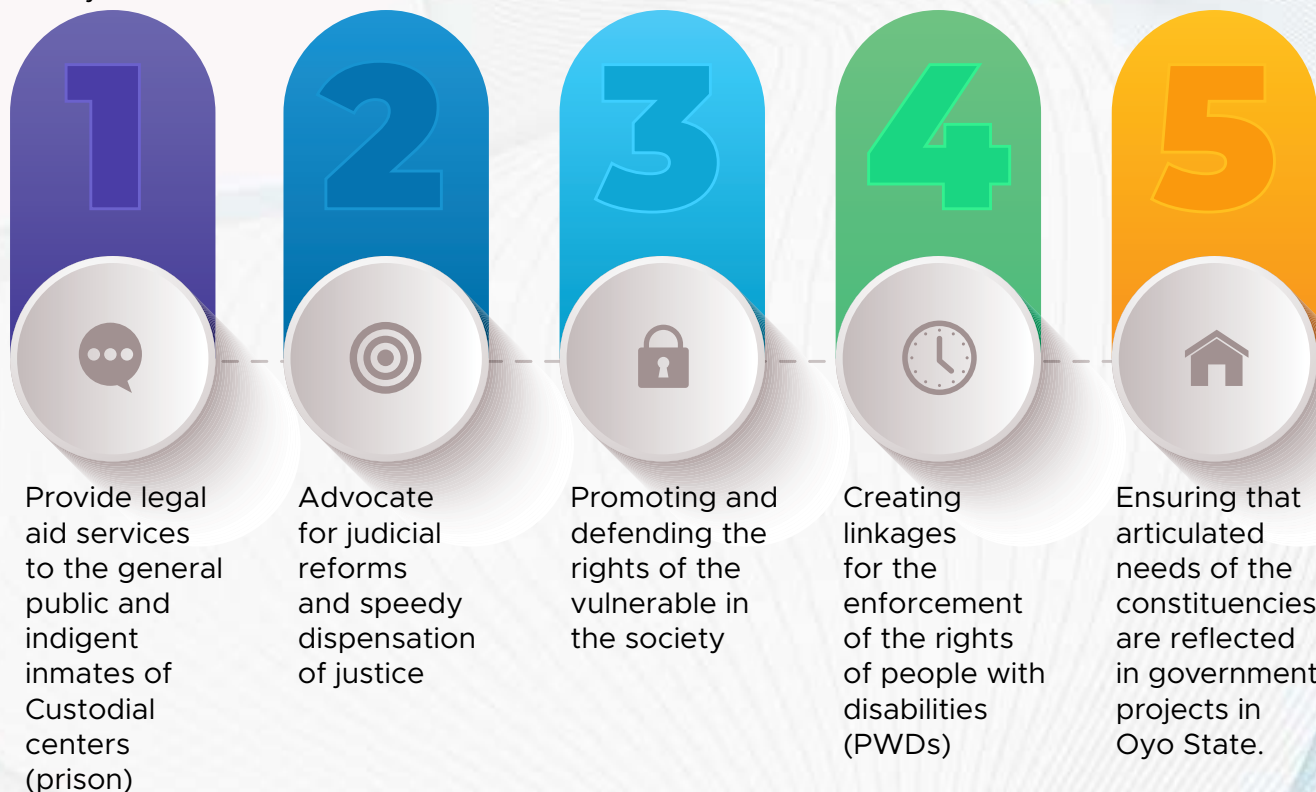 1
2
3
4
5
Provide legal
aid services
to the general
public and
indigent
inmates of
Custodial
centers
(prison)
Advocate
for judicial
reforms
and speedy
dispensation
of justice
Promoting and
defending the
rights of the
vulnerable in
the society
Creating
linkages
for the
enforcement
of the rights
of people with
disabilities
(PWDs)
Ensuring that
articulated
needs of the
constituencies
are reflected
in government
projects in
Oyo State.